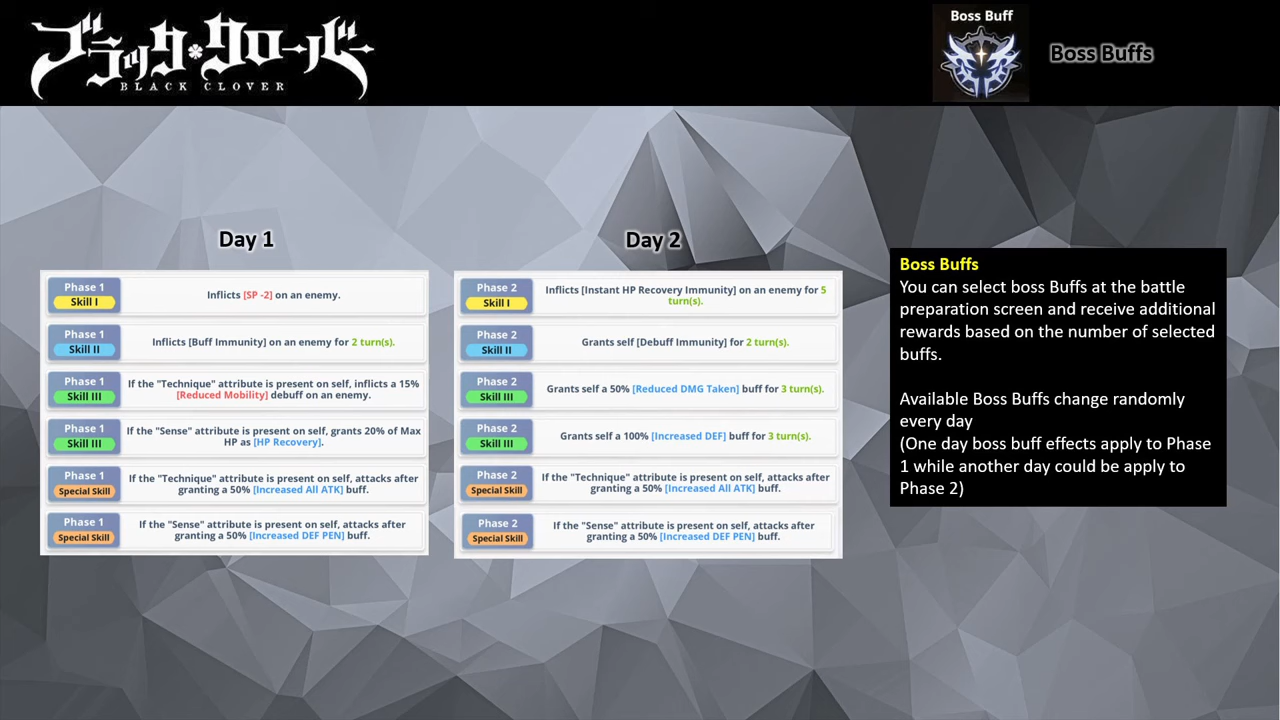 ブラック・クローバー
BLACK CLOVER
Boss Buff
Boss Buffs
Day 1
Phase 1
Skill I
Inflicts [SP -2] on an enemy.
Phase 1
Skill II
Inflicts [Buff Immunity] on an enemy for 2 turn(s).
Phase 1
Skill III
If the "Technique" attribute is present on self, inflicts a 15%
[Reduced Mobility] debuff on an enemy.
Phase 1
Skill III
If the "Sense" attribute is present on self, grants 20% of Max
HP as [HP Recovery].
Phase 1
Special Skill
If the "Technique" attribute is present on self, attacks after
granting a 50% [Increased All ATK] buff.
Phase 1
Special Skill
If the "Sense" attribute is present on self, attacks after
granting a 50% [Increased DEF PEN] buff.
Day 2
Phase 2
Skill I
Inflicts [Instant HP Recovery Immunity] on an enemy for 5
turn(s).
Phase 2
Skill II
Grants self [Debuff Immunity] for 2 turn(s).
Phase 2
Skill III
Grants self a 50% [Reduced DMG Taken] buff for 3 turn(s).
Phase 2
Skill III
Grants self a 100% [Increased DEF] buff for 3 turn(s).
Phase 2
Special Skill
If the "Technique" attribute is present on self, attacks after
granting a 50% [Increased All ATK] buff.
Phase 2
Special Skill
If the "Sense" attribute is present on self, attacks after
granting a 50% [Increased DEF PEN] buff.
Boss Buffs
You can select boss Buffs at the battle
preparation screen and receive additional
rewards based on the number of selected
buffs.
Available Boss Buffs change randomly
every day
(One day boss buff effects apply to Phase
1 while another day could be apply to
Phase 2)